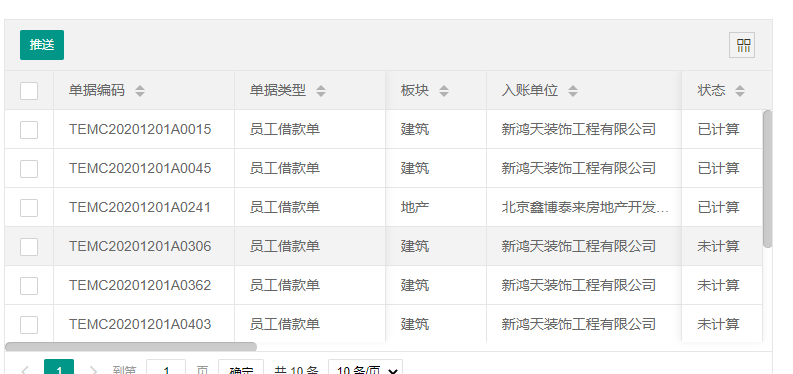 推送
单据编码 单据类型 板块 入账单位 状态
TEMC20201201A0015 员工借款单 建筑 新鸿天装饰工程有限公司 已计算
TEMC20201201A0045 员工借款单 建筑 新鸿天装饰工程有限公司 已计算
TEMC20201201A0241 员工借款单 地产 北京鑫博泰来房地产开发... 已计算
TEMC20201201A0306 员工借款单 建筑 新鸿天装饰工程有限公司 未计算
TEMC20201201A0362 员工借款单 建筑 新鸿天装饰工程有限公司 未计算
TEMC20201201A0403 员工借款单 建筑 新鸿天装饰工程有限公司 未计算
1 到第 1 页 确定 共 10 条 10 条/页